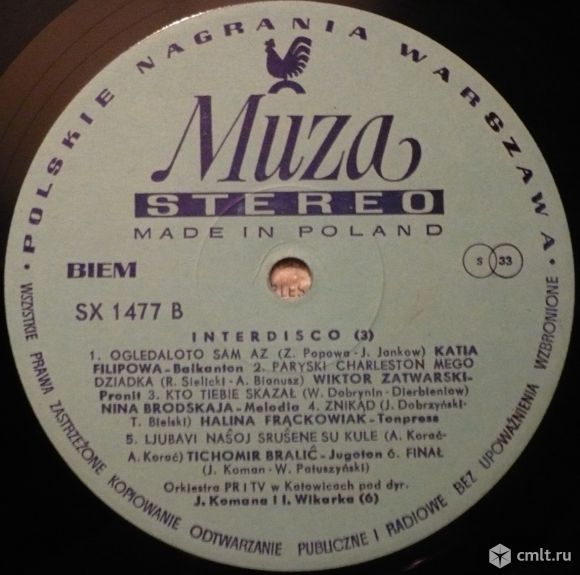 • POLSKIE NAGRANIA WARSZAWA •
Muza
STEREO
MADE IN POLAND
BIEM
S 33
SX 1477 B
INTERDISCO (3)
1. OGLEDALOTO SAM AZ (Z. Popowa-J. Jankow) KATIA
FILIPOWA-Balkanton 2. PARYSKI CHARLESTON MEGO
DZIADKA (R. Sielicki-A. Bianusz) WIKTOR ZATWARSKI-
Pronit 3. KTO TIEBIE SKAZAŁ (W. Dobrynin-Dierbieniow)
NINA BRODSKAJA-Melodia 4. ZNIKĄD (J. Dobrzyński-
T. Bielski) HALINA FRĄCKOWIAK-Tonpress
5. LJUBAVI NAŠOJ SRUŠENE SU KULE (A. Korać-
A. Korać) TICHOMIR BRALIĆ-Jugoton 6. FINAŁ
(J. Koman-W. Patuszyński)
Orkiestra PR I TV w Katowicach pod dyr.
J. Komana i I. Wikarka (6)
WSZYSTKIE PRAWA ZASTRZEŻONE KOPIOWANIE ODTWARZANIE PUBLICZNE I RADIOWE BEZ UPOWAŻNIENIA WZBRONIONE
cmlt.ru